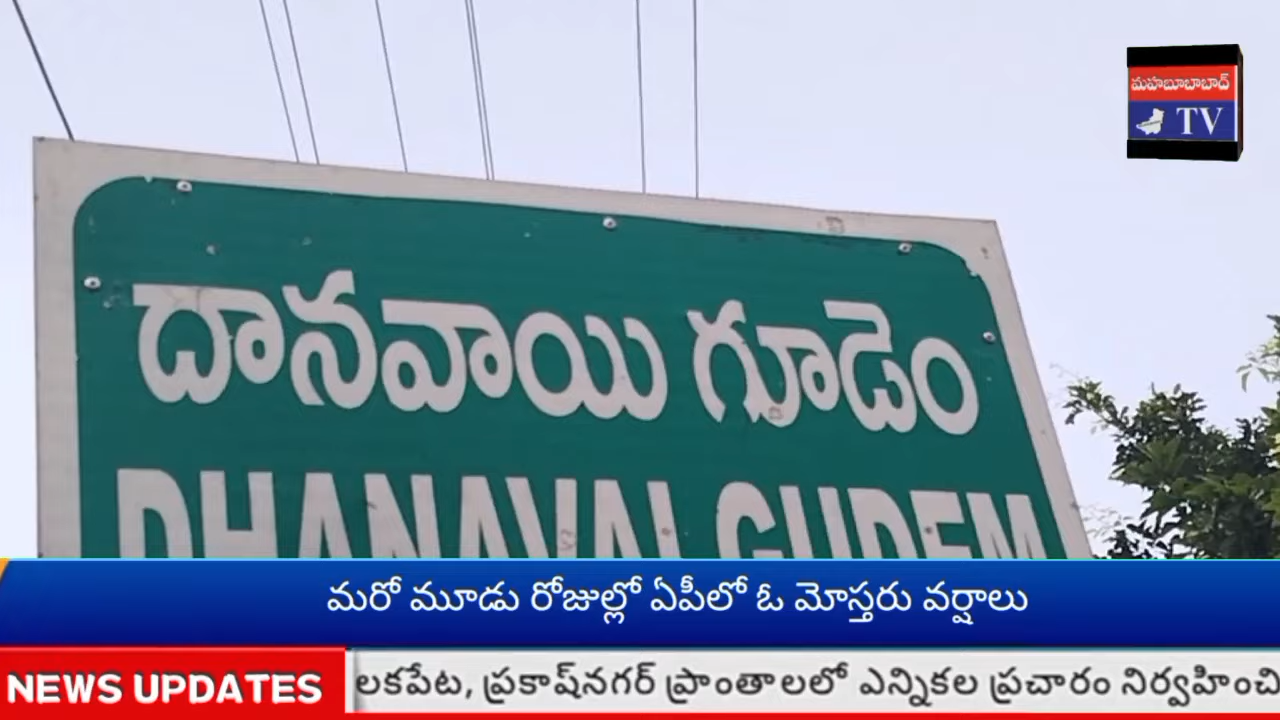 మహబూబాబాద్
TV
దానవాయి గూడెం
DHANAVAI GUDEM
మరో మూడు రోజుల్లో ఏపీలో ఓ మోస్తరు వర్షాలు
NEWS UPDATES
లకపేట, ప్రకాష్‌నగర్ ప్రాంతాలలో ఎన్నికల ప్రచారం నిర్వహించి